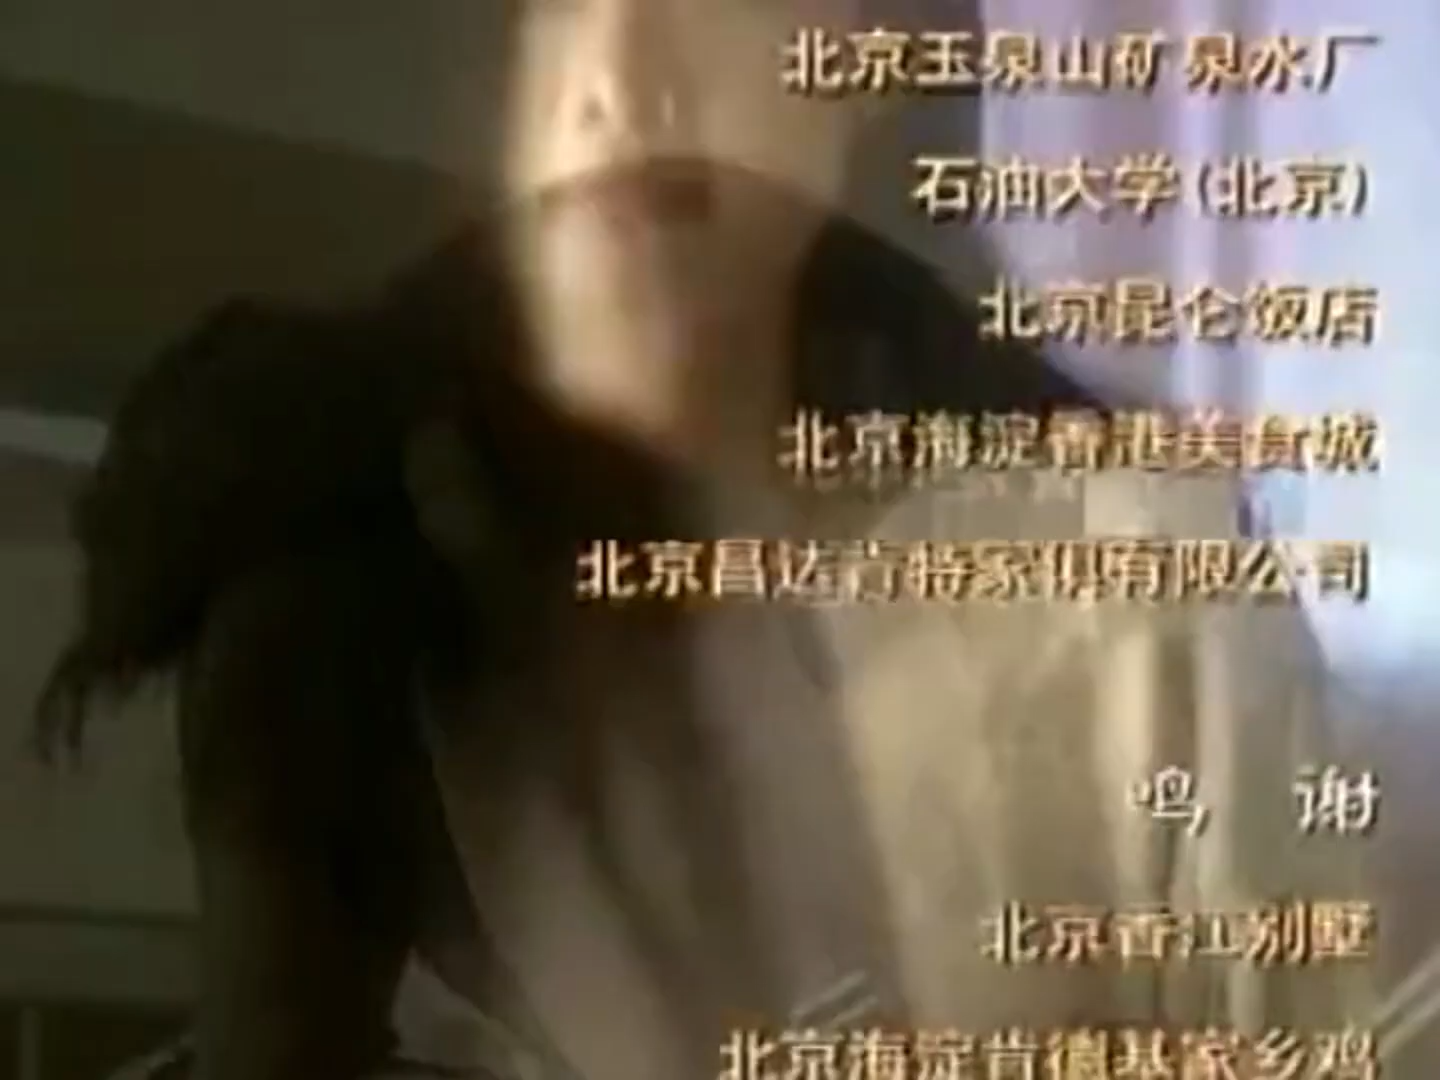 北京玉泉山矿泉水厂
石油大学(北京)
北京昆仑饭店
北京海淀香港美食城
北京昌达肯特家俱有限公司
鸣 谢
北京香江别墅
北京海淀肯德基家乡鸡